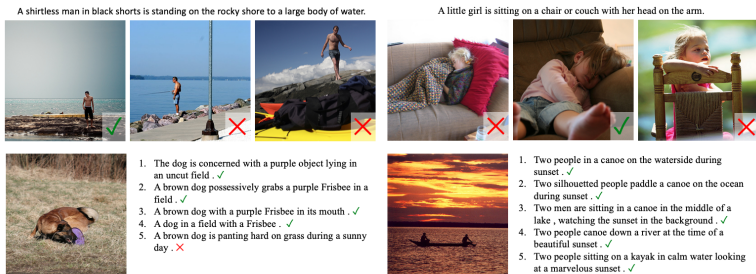 A shirtless man in black shorts is standing on the rocky shore to a large body of water.
A little girl is sitting on a chair or couch with her head on the arm.
1. The dog is concerned with a purple object lying in
an uncut field . ✓
2. A brown dog possessively grabs a purple Frisbee in a
field . ✓
3. A brown dog with a purple Frisbee in its mouth . ✓
4. A dog in a field with a Frisbee . ✓
5. A brown dog is panting hard on grass during a sunny
day . ✗
1. Two people in a canoe on the waterside during
sunset . ✓
2. Two silhouetted people paddle a canoe on the ocean
during sunset . ✓
3. Two men are sitting in a canoe in the middle of a
lake , watching the sunset in the background . ✓
4. Two people canoe down a river at the time of a
beautiful sunset . ✓
5. Two people sitting on a kayak in calm water looking
at a marvelous sunset . ✓